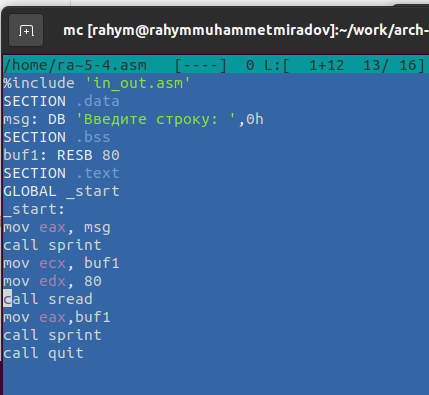 mc [rahym@rahymmuhammetmiradov]:~/work/arch-
/home/ra~5-4.asm   [----]  0 L:[  1+12  13/ 16]
%include 'in_out.asm'
SECTION .data
msg: DB 'Введите строку: ',0h
SECTION .bss
buf1: RESB 80
SECTION .text
GLOBAL _start
_start:
mov eax, msg
call sprint
mov ecx, buf1
mov edx, 80
call sread
mov eax,buf1
call sprint
call quit